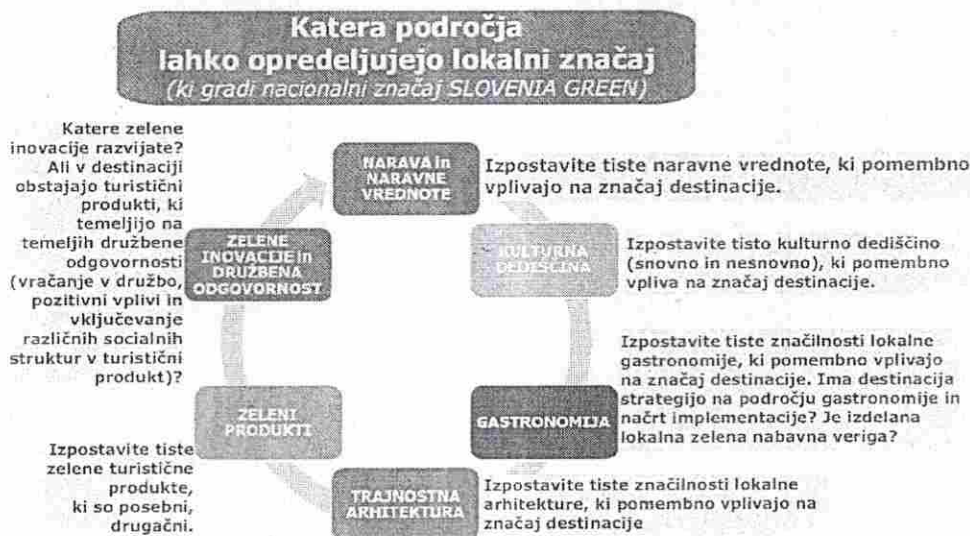 Katera področja
lahko opredeljujejo lokalni značaj
(ki gradi nacionalni značaj SLOVENIA GREEN)
NARAVA in
NARAVNE
VREDNOTE
Izpostavite tiste naravne vrednote, ki pomembno
vplivajo na značaj destinacije.
KULTURNA
DEDIŠČINA
Izpostavite tisto kulturno dediščino
(snovno in nesnovno), ki pomembno
vpliva na značaj destinacije.
GASTRONOMIJA
Izpostavite tiste značilnosti lokalne
gastronomije, ki pomembno vplivajo
na značaj destinacije. Ima destinacija
strategijo na področju gastronomije in
načrt implementacije? Je izdelana
lokalna zelena nabavna veriga?
TRAJNOSTNA
ARHITEKTURA
Izpostavite tiste značilnosti lokalne
arhitekture, ki pomembno vplivajo na
značaj destinacije
ZELENI
PRODUKTI
Izpostavite tiste
zelene turistične
produkte,
ki so posebni,
drugačni.
ZELENE
INOVACIJE in
DRUŽBENA
ODGOVORNOST
Katere zelene
inovacije razvijate?
Ali v destinaciji
obstajajo turistični
produkti, ki
temeljijo na
temeljih družbene
odgovornosti
(vračanje v družbo,
pozitivni vplivi in
vključevanje
različnih socialnih
struktur v turistični
produkt)?